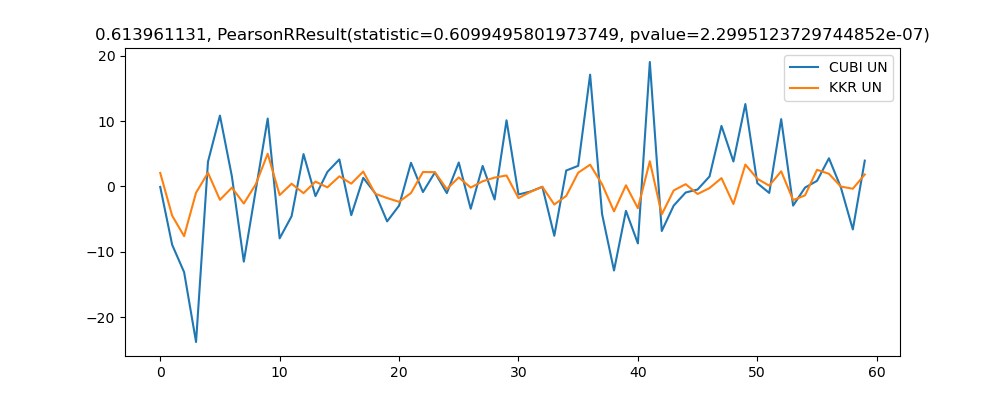 0.613961131, PearsonRResult(statistic=0.6099495801973749, pvalue=2.2995123729744852e-07)
CUBI UN
KKR UN
20
10
0
−10
−20
0 10 20 30 40 50 60